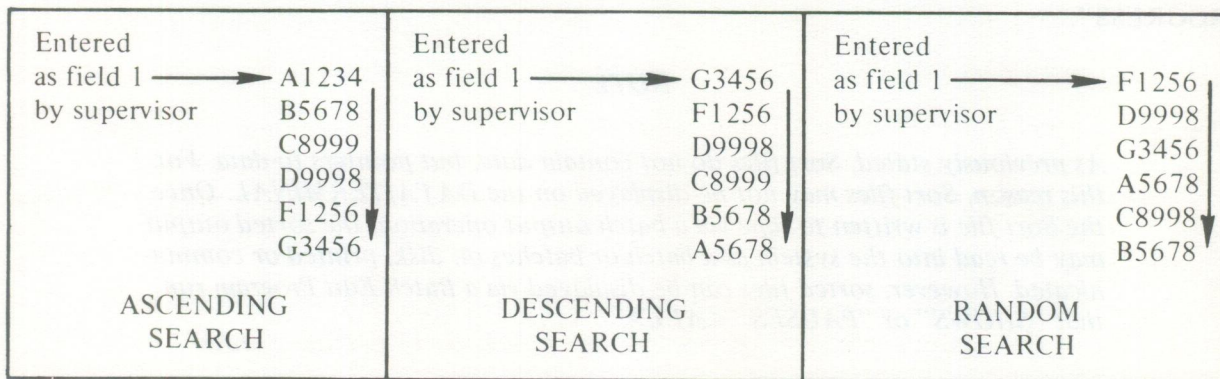 Entered
as field 1
by supervisor
A1234
B5678
C8999
D9998
F1256
G3456
ASCENDING
SEARCH
Entered
as field 1
by supervisor
G3456
F1256
D9998
C8999
B5678
A5678
DESCENDING
SEARCH
Entered
as field 1
by supervisor
F1256
D9998
G3456
A5678
C8998
B5678
RANDOM
SEARCH